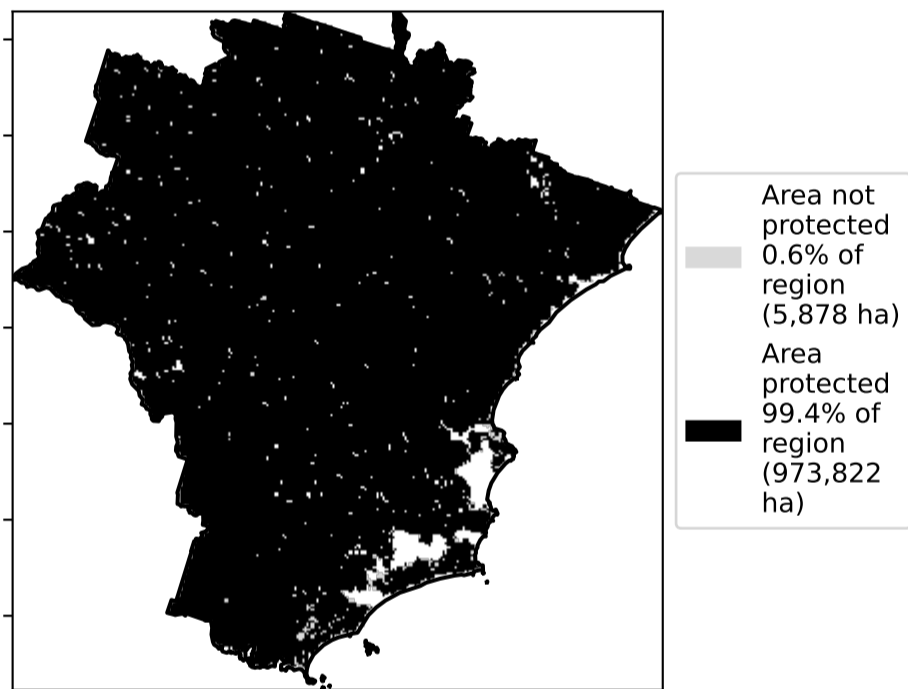 Area not
protected
0.6% of
region
(5,878 ha)
Area
protected
99.4% of
region
(973,822
ha)